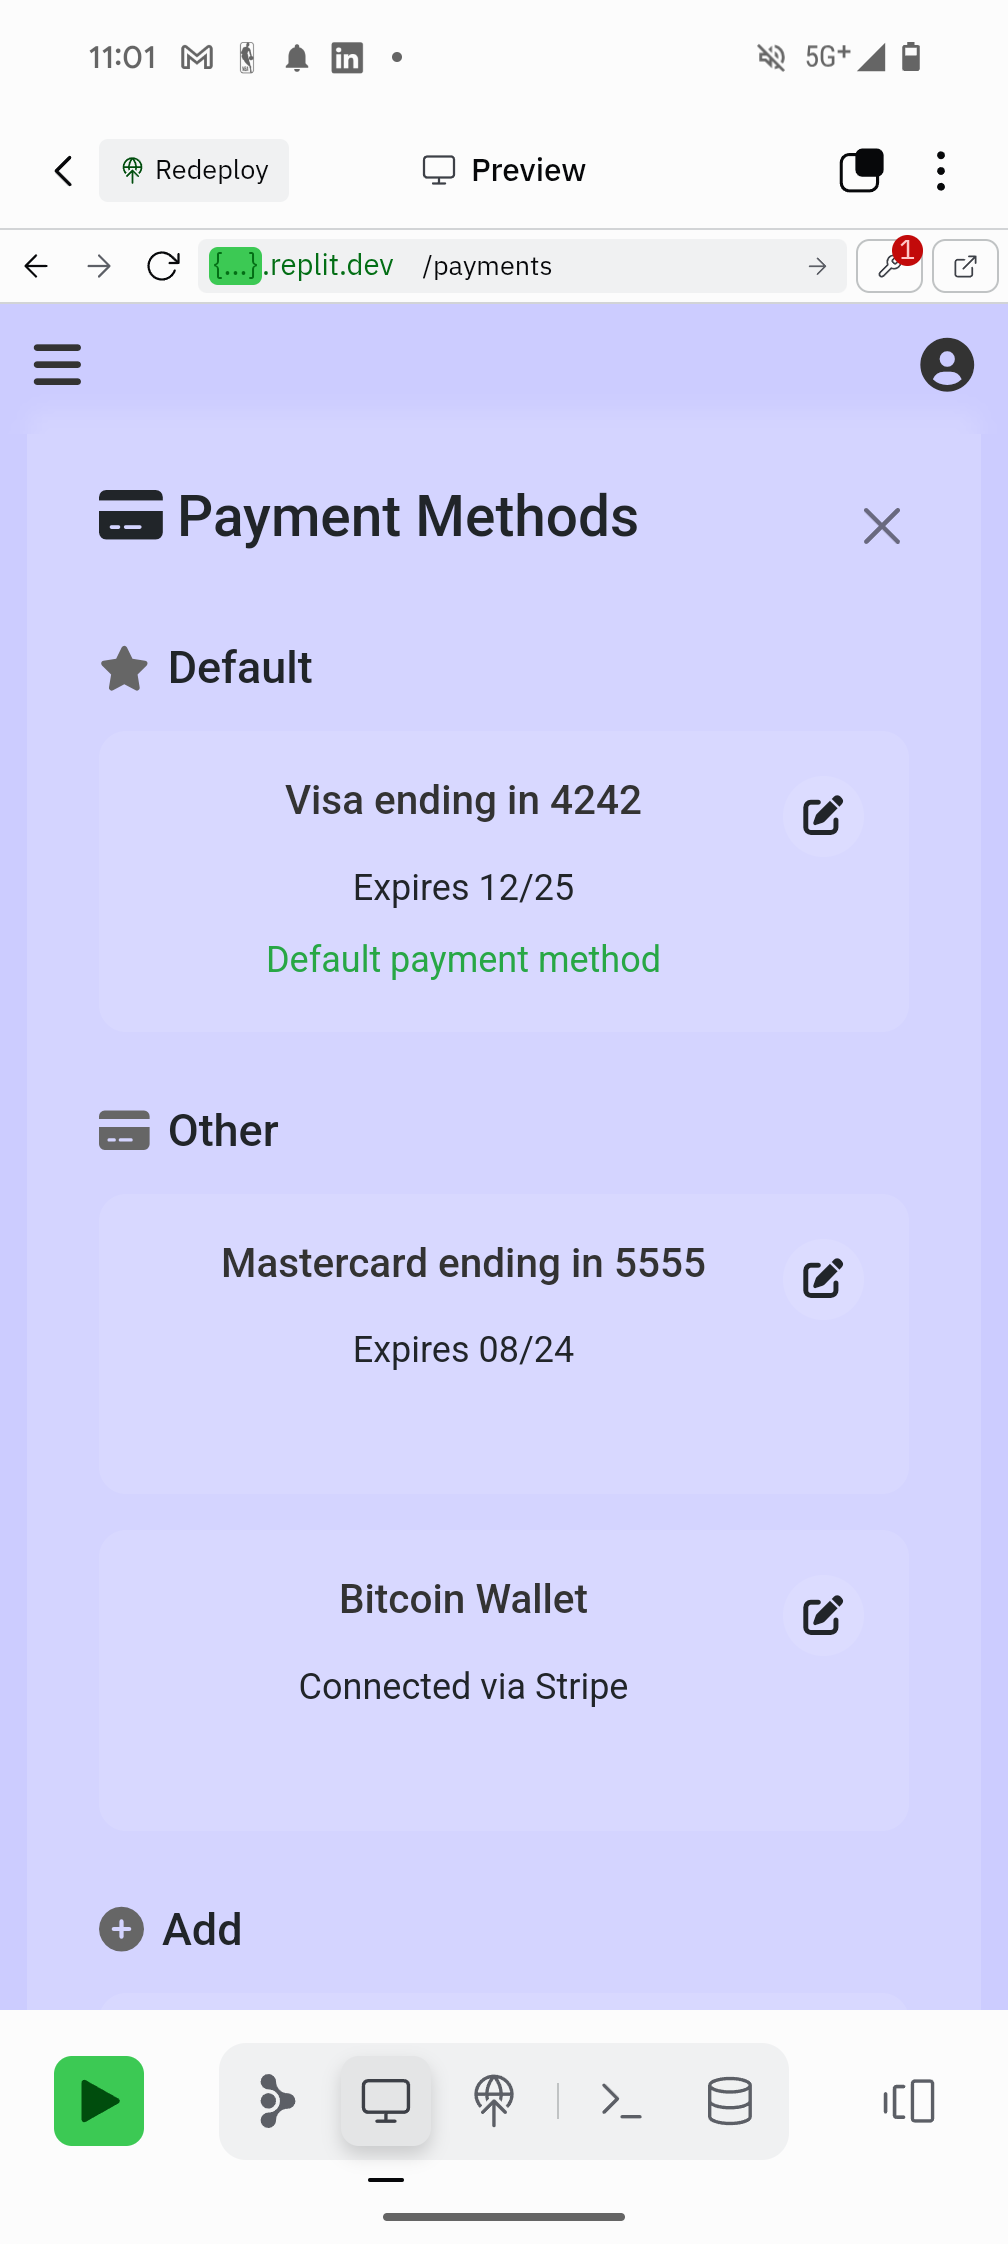 11:01 5G+
Redeploy Preview
{...}.replit.dev /payments 1
Payment Methods
Default
Visa ending in 4242
Expires 12/25
Default payment method
Other
Mastercard ending in 5555
Expires 08/24
Bitcoin Wallet
Connected via Stripe
Add